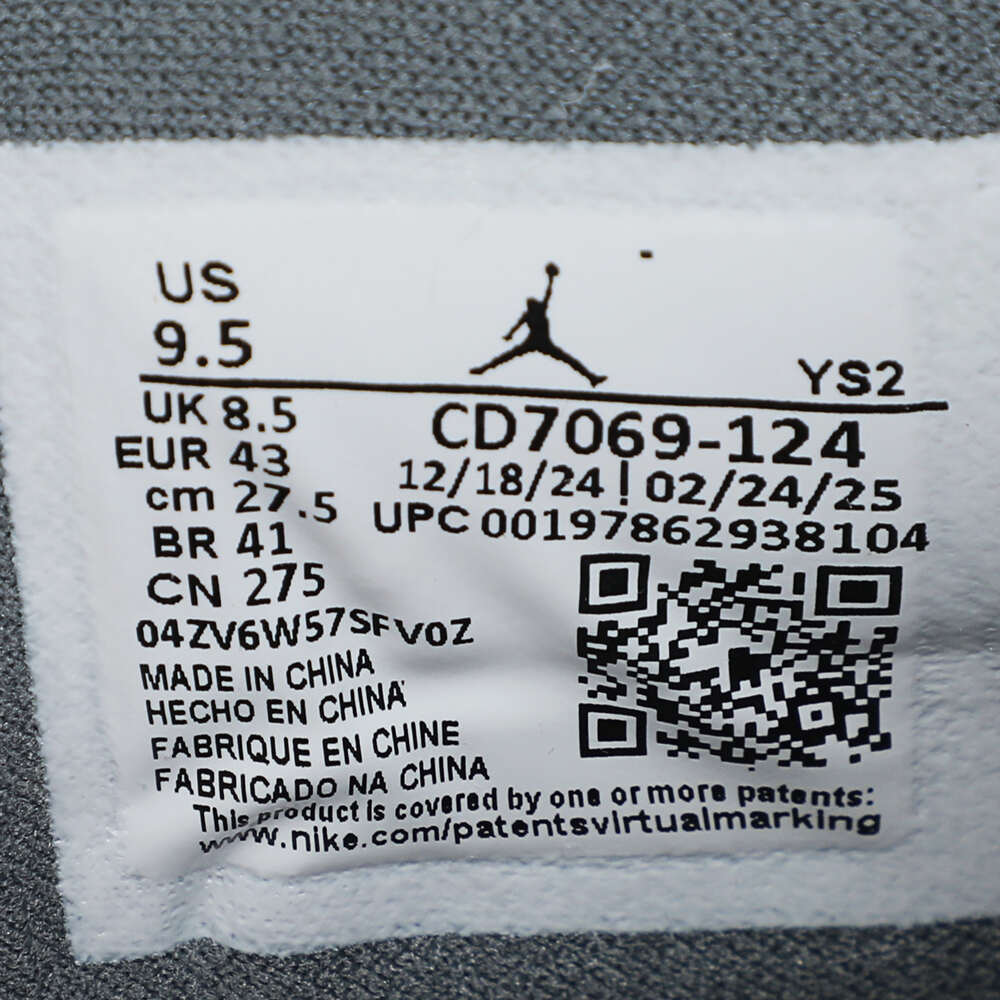 US
9.5
YS2
UK 8.5
CD7069-124
EUR 43
12/18/24 | 02/24/25
cm 27.5
UPC 00197862938104
BR 41
CN 275
04ZV6W57SFV0Z
MADE IN CHINA
HECHO EN CHINA
FABRIQUE EN CHINE
FABRICADO NA CHINA
This product is covered by one or more patents:
www.nike.com/patentsvirtualmarking